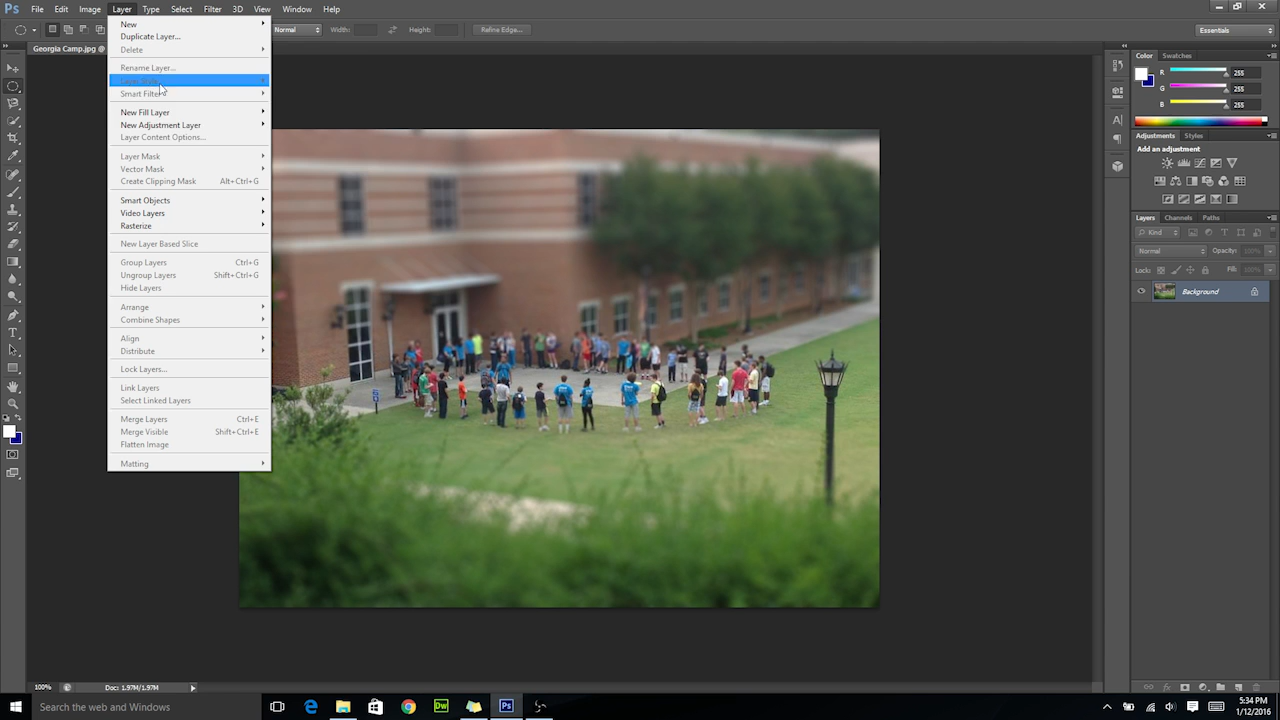 Ps File Edit Image Layer Type Select Filter 3D View Window Help
Normal Width: Height: Refine Edge... Essentials
Georgia Camp.jpg @
New
Duplicate Layer...
Delete
Rename Layer...
Layer Style
Smart Filter
New Fill Layer
New Adjustment Layer
Layer Content Options...
Layer Mask
Vector Mask
Create Clipping Mask Alt+Ctrl+G
Smart Objects
Video Layers
Rasterize
New Layer Based Slice
Group Layers Ctrl+G
Ungroup Layers Shift+Ctrl+G
Hide Layers
Arrange
Combine Shapes
Align
Distribute
Lock Layers...
Link Layers
Select Linked Layers
Merge Layers Ctrl+E
Merge Visible Shift+Ctrl+E
Flatten Image
Matting
Color Swatches
R 255
G 255
B 255
Adjustments Styles
Add an adjustment
Layers Channels Paths
Kind
Normal Opacity: 100%
Lock: Fill: 100%
Background
100% Doc: 1.97M/1.97M
Search the web and Windows
Dw Ps
5:34 PM
1/12/2016